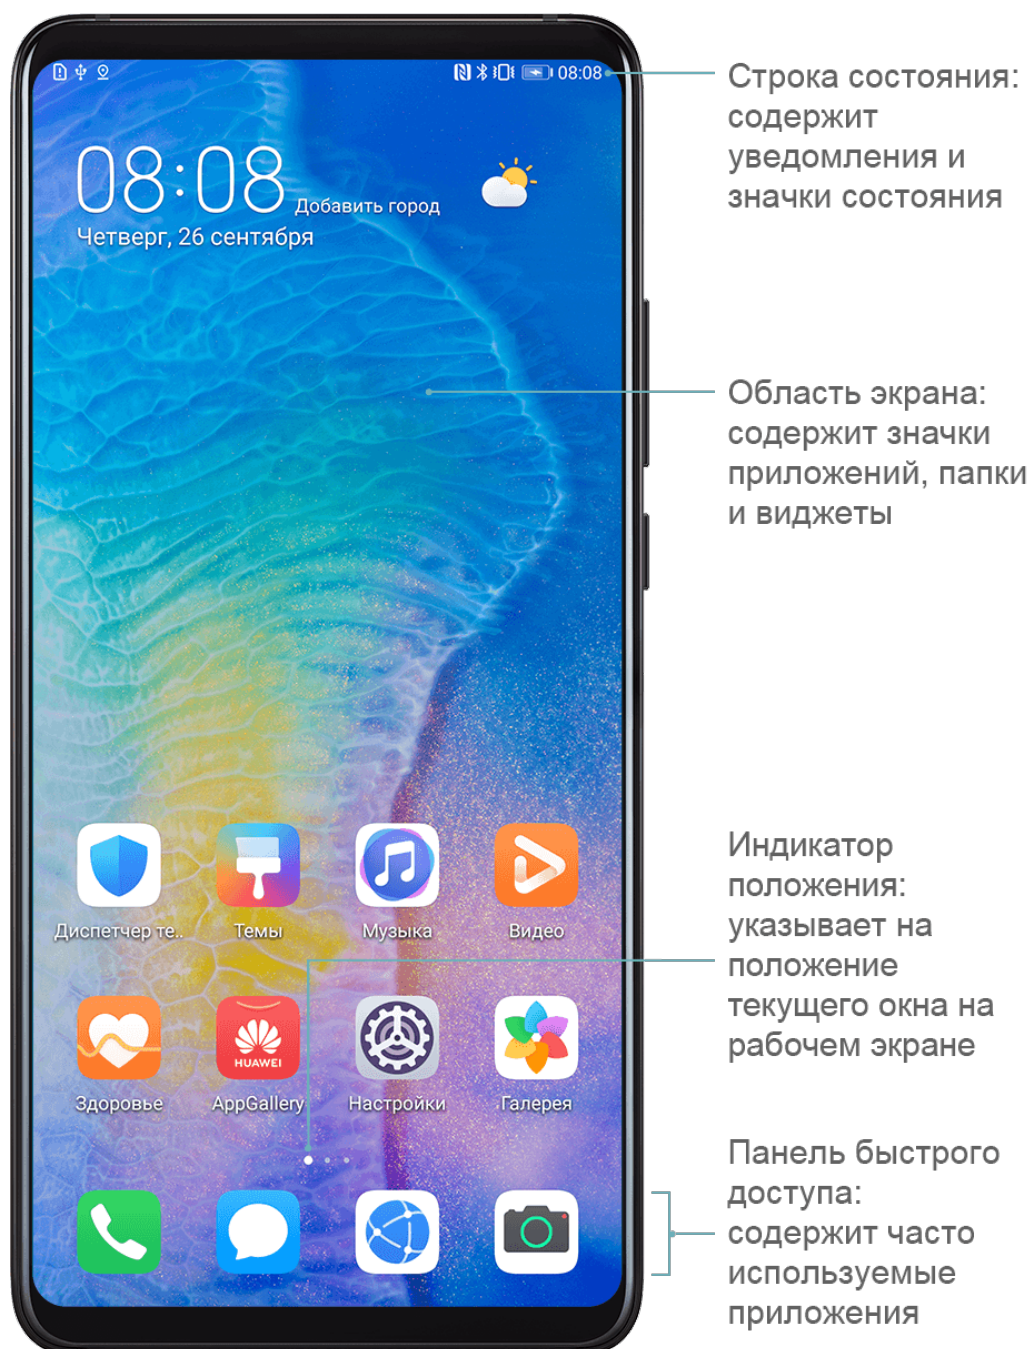 08:08
Строка состояния:
содержит
уведомления и
значки состояния
08:08
Добавить город
Четверг, 26 сентября
Область экрана:
содержит значки
приложений, папки
и виджеты
Диспетчер те..
Темы
Музыка
Видео
Индикатор
положения:
указывает на
положение
текущего окна на
рабочем экране
HUAWEI
Здоровье
AppGallery
Настройки
Галерея
Панель быстрого
доступа:
содержит часто
используемые
приложения